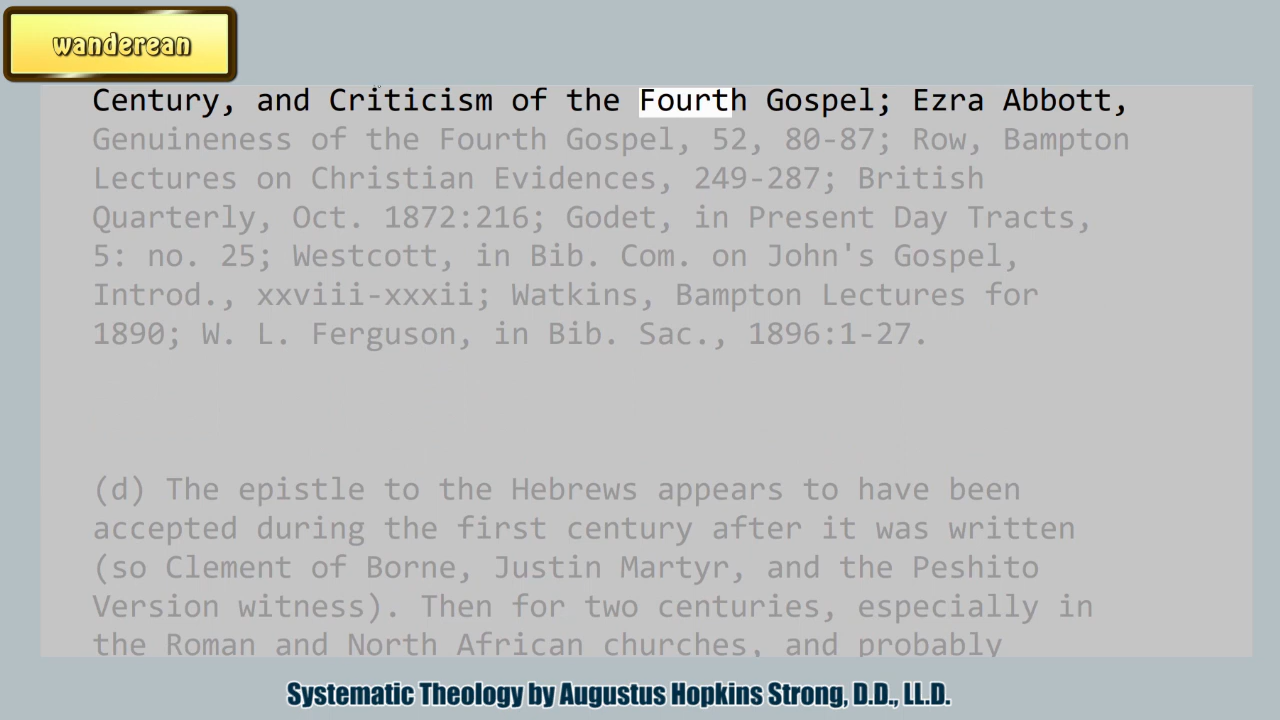 wanderean
Century, and Criticism of the Fourth Gospel; Ezra Abbott,
Genuineness of the Fourth Gospel, 52, 80-87; Row, Bampton
Lectures on Christian Evidences, 249-287; British
Quarterly, Oct. 1872:216; Godet, in Present Day Tracts,
5: no. 25; Westcott, in Bib. Com. on John's Gospel,
Introd., xxviii-xxxii; Watkins, Bampton Lectures for
1890; W. L. Ferguson, in Bib. Sac., 1896:1-27.
(d) The epistle to the Hebrews appears to have been
accepted during the first century after it was written
(so Clement of Borne, Justin Martyr, and the Peshito
Version witness). Then for two centuries, especially in
the Roman and North African churches, and probably
Systematic Theology by Augustus Hopkins Strong, D.D., LL.D.